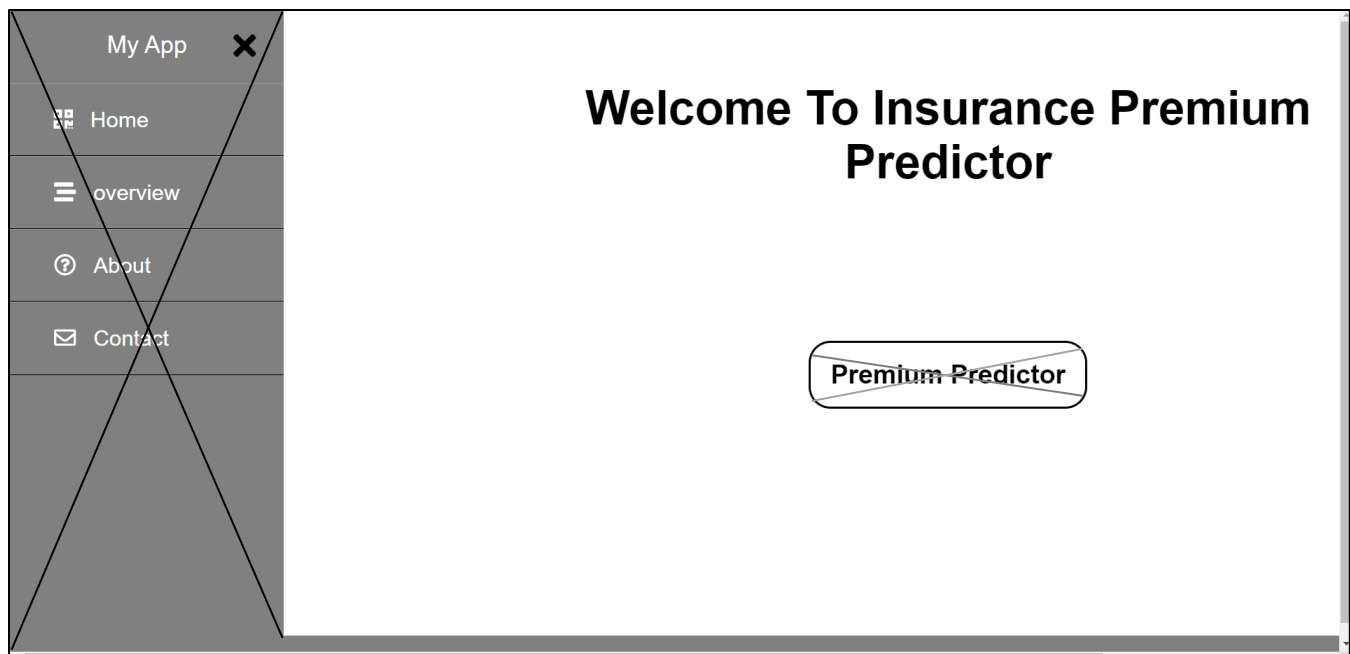 My App
Home
overview
About
Contact
Welcome To Insurance Premium
Predictor
Premium Predictor